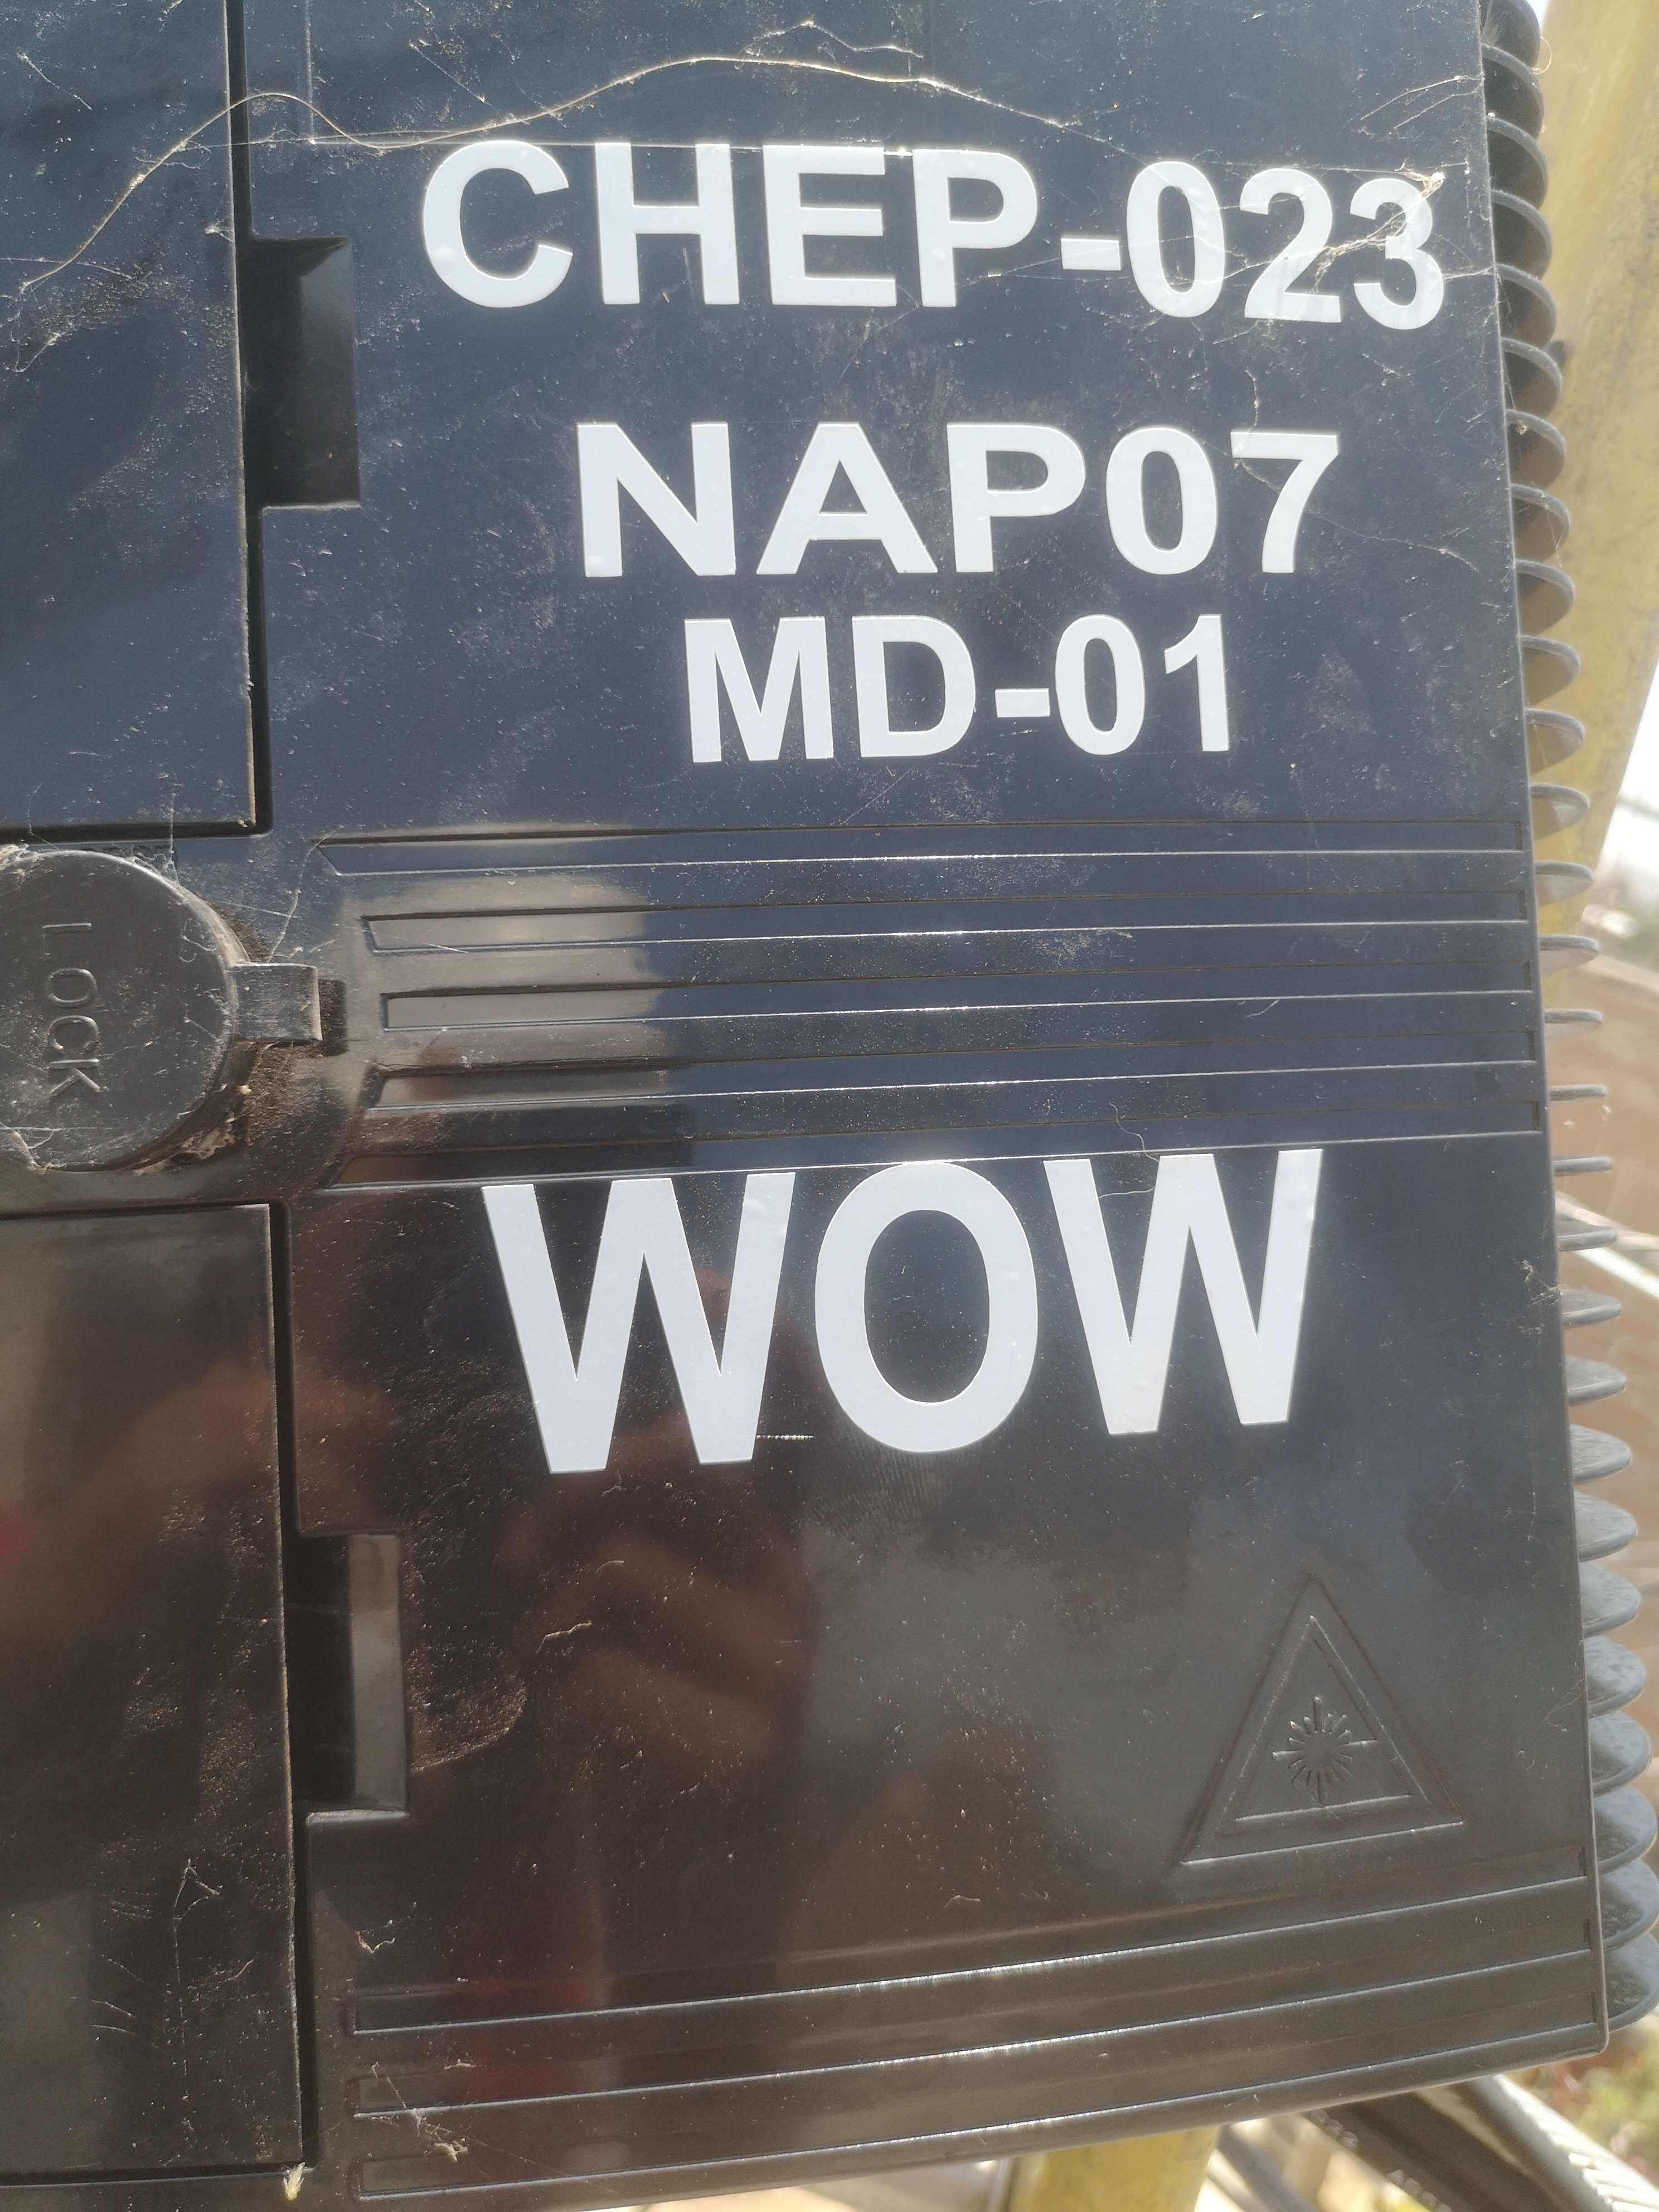 CHEP-023
NAP07
MD-01
LOCK
WOW